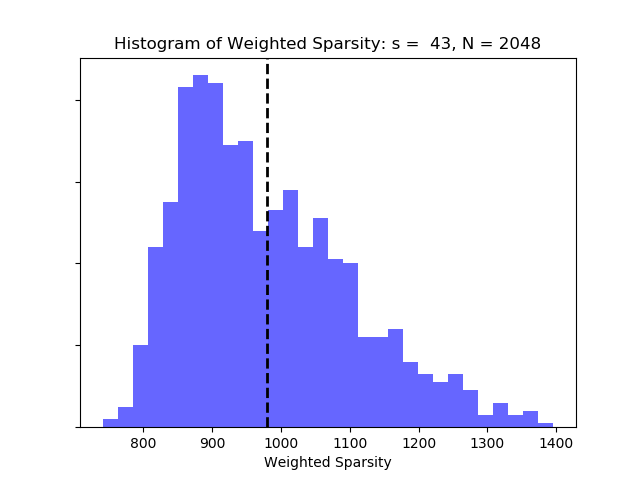 Histogram of Weighted Sparsity: s =  43, N = 2048
800 900 1000 1100 1200 1300 1400
Weighted Sparsity